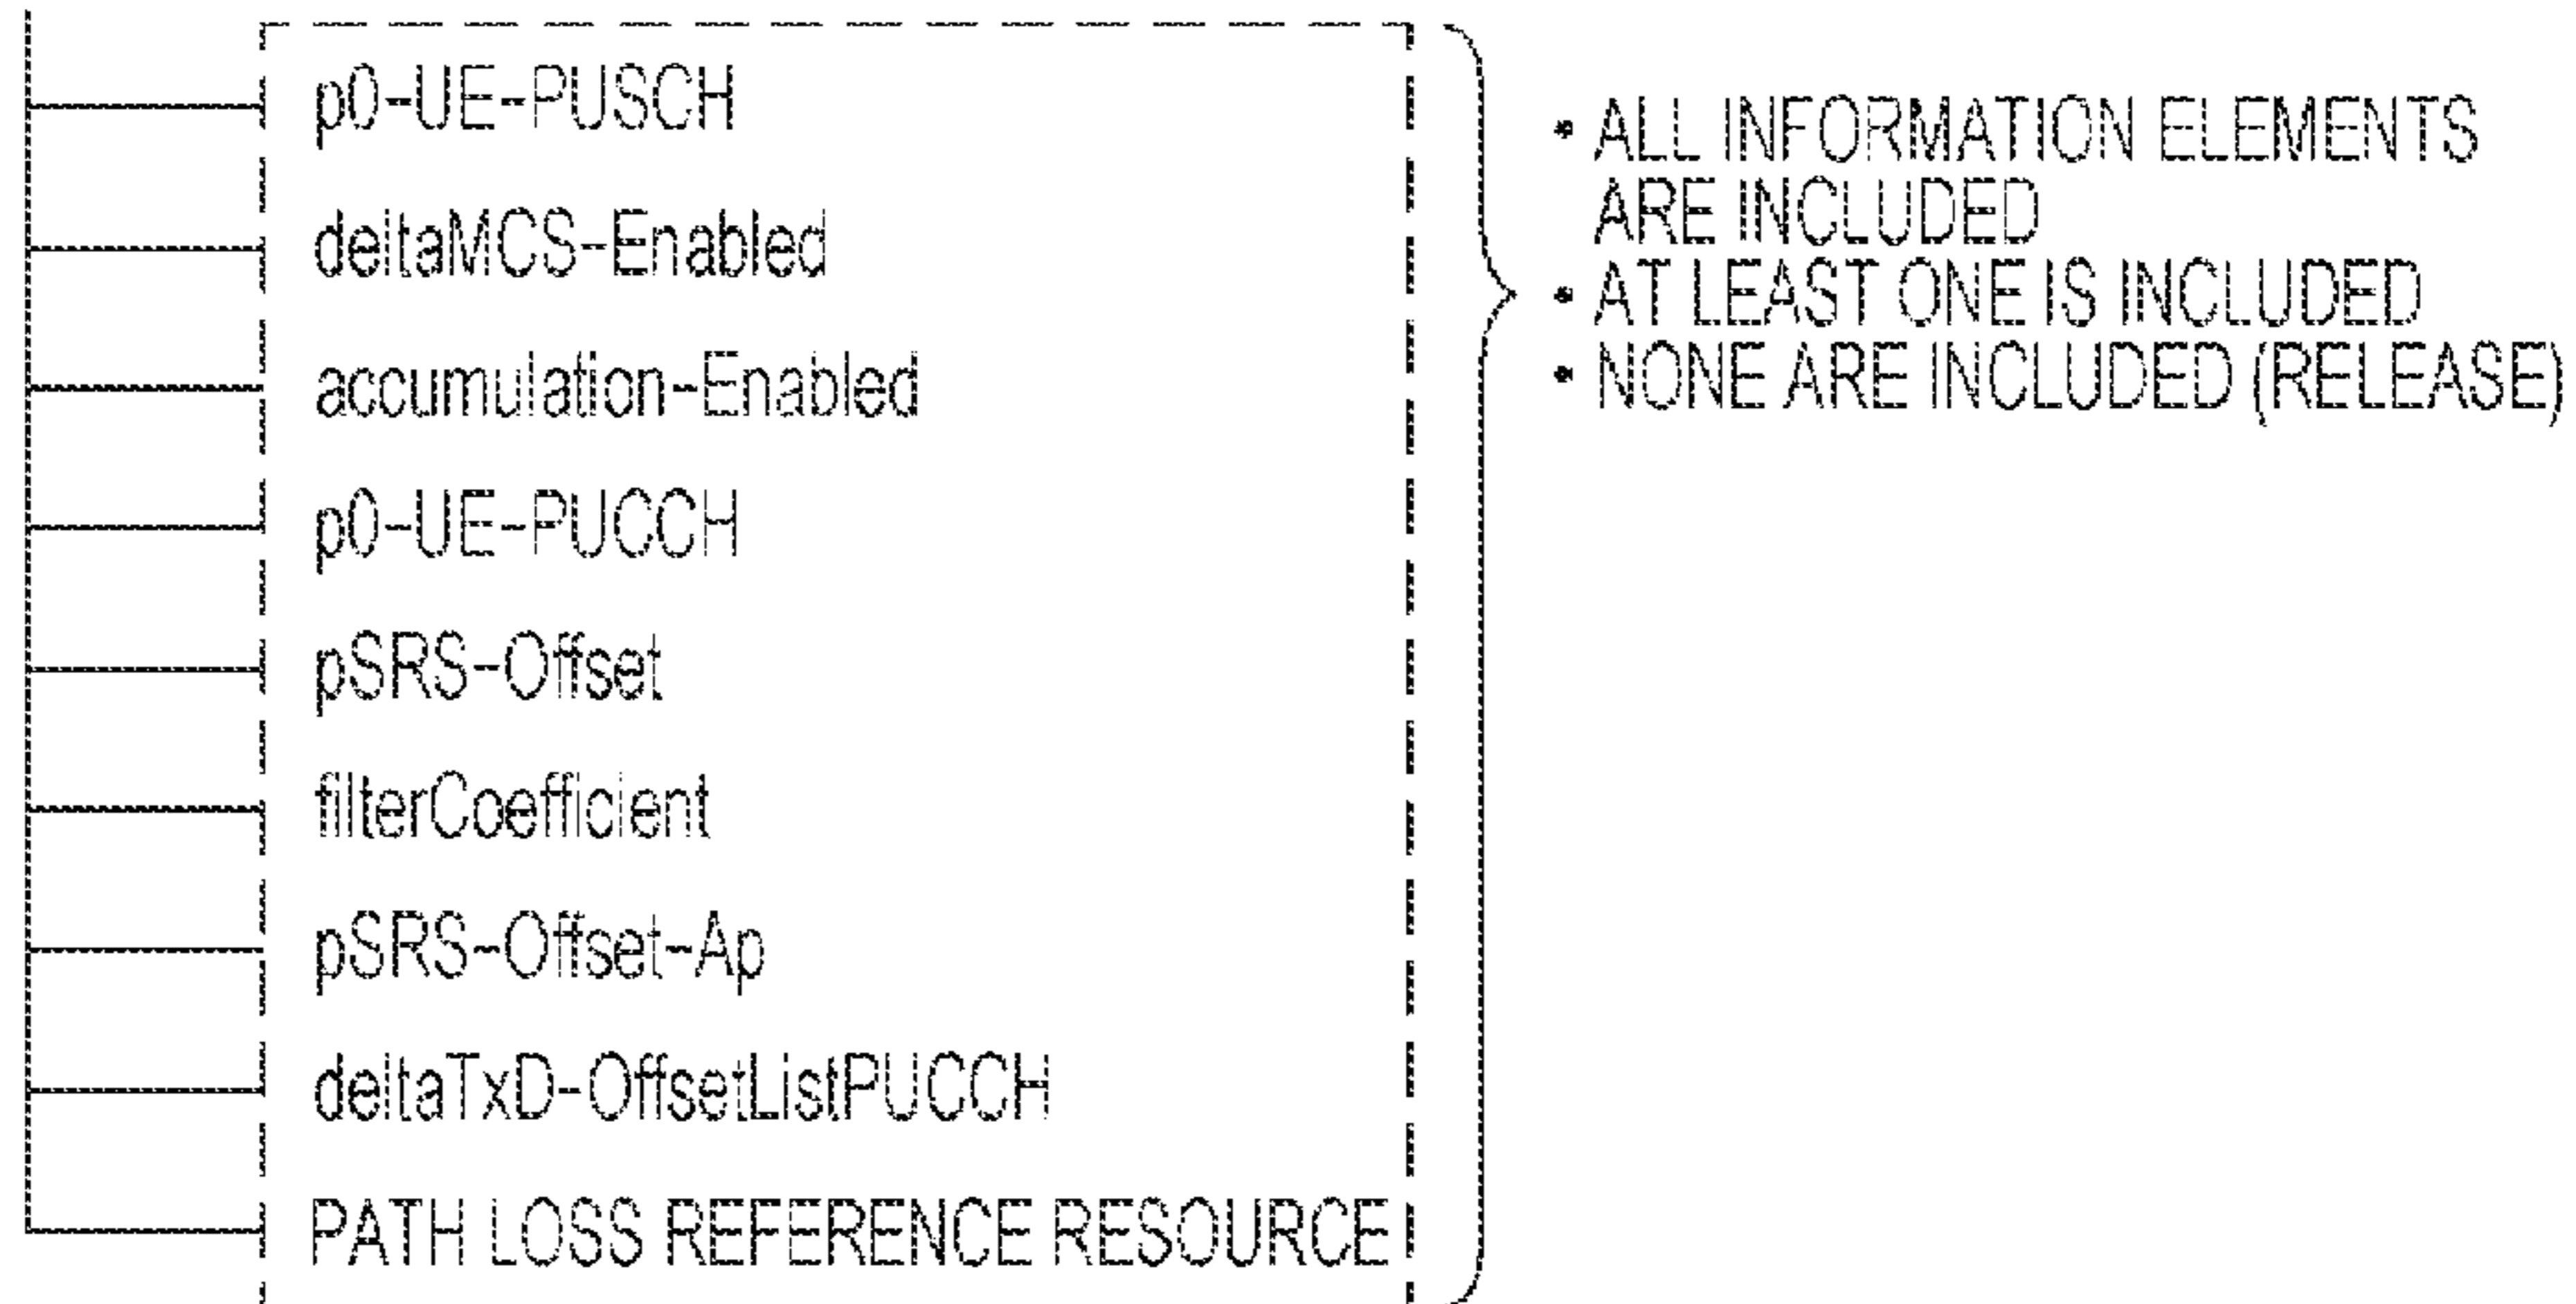 p0-UE-PUSCH
deltaMCS-Enabled
accumulation-Enabled
p0-UE-PUCCH
pSRS-Offset
filterCoefficient
pSRS-Offset-Ap
deltaTxD-OffsetListPUCCH
PATH LOSS REFERENCE RESOURCE
• ALL INFORMATION ELEMENTS
ARE INCLUDED
• AT LEAST ONE IS INCLUDED
• NONE ARE INCLUDED (RELEASE)